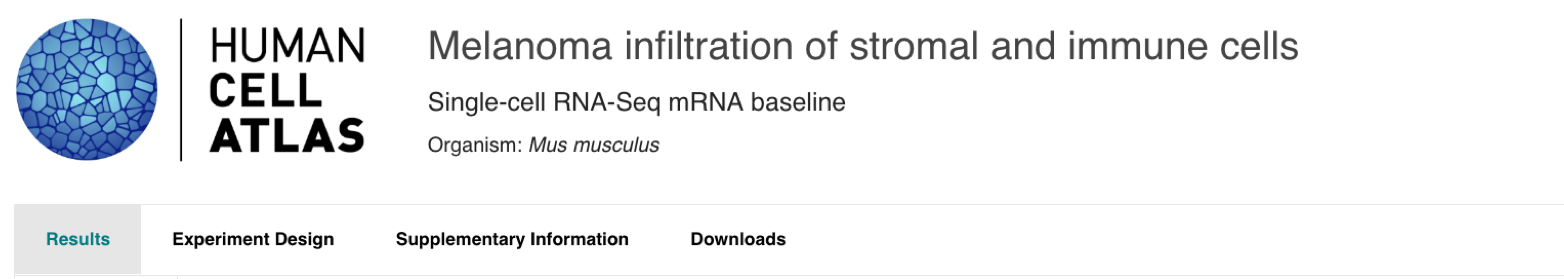 HUMAN
CELL
ATLAS
Melanoma infiltration of stromal and immune cells
Single-cell RNA-Seq mRNA baseline
Organism: Mus musculus
Results
Experiment Design
Supplementary Information
Downloads